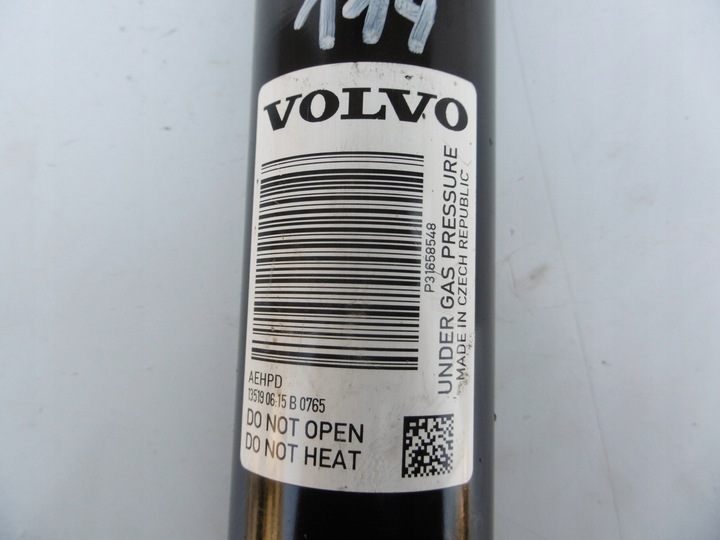 114
VOLVO
P31658548
UNDER GAS PRESSURE
MADE IN CZECH REPUBLIC
AEHPD
13519 06:15 B 0765
DO NOT OPEN
DO NOT HEAT